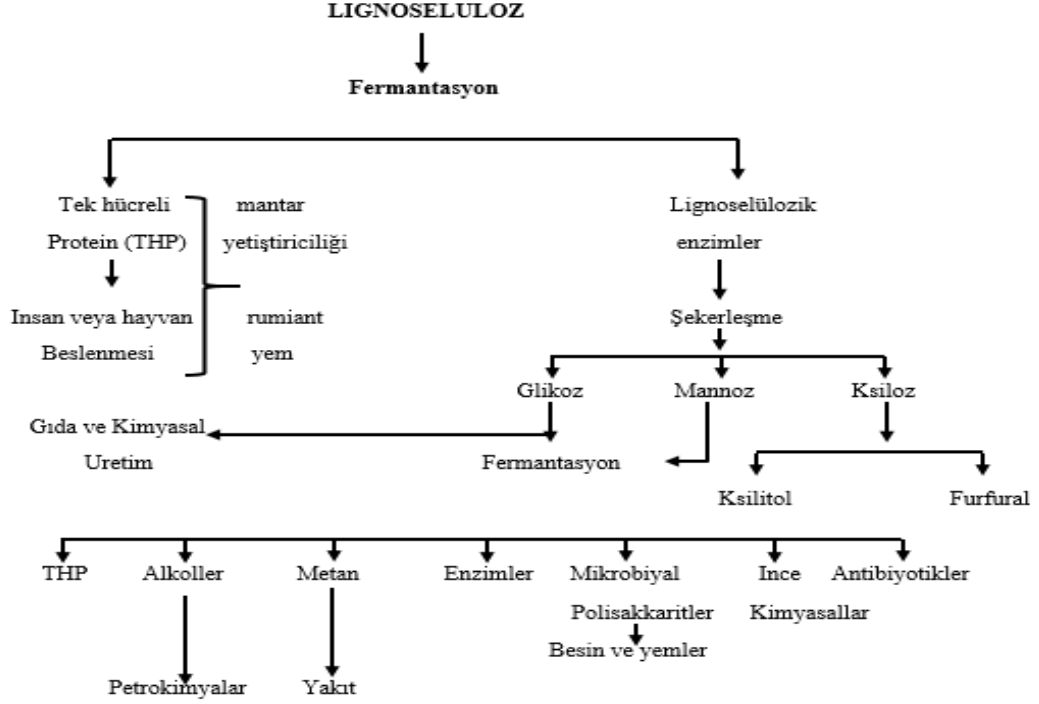 LIGNOSELULOZ
Fermantasyon
Tek hücreli mantar Lignoselülozik
Protein (THP) yetiştiriciliği enzimler
Insan veya hayvan rumiant Şekerleşme
Beslenmesi yem
Glikoz Mannoz Ksiloz
Gıda ve Kimyasal
Uretim Fermantasyon
Ksilitol Furfural
THP Alkoller Metan Enzimler Mikrobiyal Ince Antibiyotikler
Polisakkaritler Kimyasallar
Besin ve yemler
Petrokimyalar Yakıt